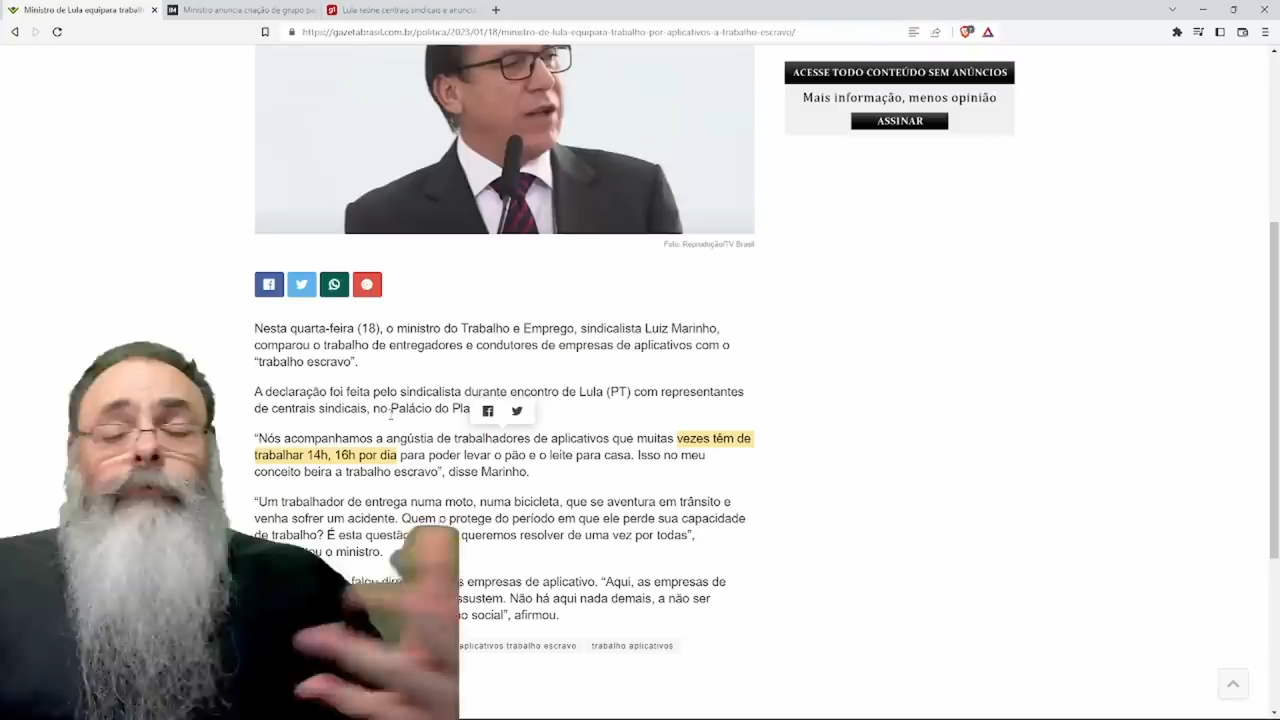 Ministro de Lula equipara trabalh
Ministro anuncia criação de grupo pa
Lula reúne centrais sindicais e anuncia
https://gazetabrasil.com.br/politica/2023/01/18/ministro-de-lula-equipara-trabalho-por-aplicativos-a-trabalho-escravo/
ACESSE TODO CONTEÚDO SEM ANÚNCIOS
Mais informação, menos opinião
ASSINAR
Foto: Reprodução/TV Brasil
Nesta quarta-feira (18), o ministro do Trabalho e Emprego, sindicalista Luiz Marinho,
comparou o trabalho de entregadores e condutores de empresas de aplicativos com o
“trabalho escravo”.
A declaração foi feita pelo sindicalista durante encontro de Lula (PT) com representantes
de centrais sindicais, no Palácio do Pla
“Nós acompanhamos a angústia de trabalhadores de aplicativos que muitas vezes têm de
trabalhar 14h, 16h por dia para poder levar o pão e o leite para casa. Isso no meu
conceito beira a trabalho escravo”, disse Marinho.
“Um trabalhador de entrega numa moto, numa bicicleta, que se aventura em trânsito e
venha sofrer um acidente. Quem o protege do período em que ele perde sua capacidade
de trabalho? É esta questão queremos resolver de uma vez por todas”,
o ministro.
empresas de aplicativo. “Aqui, as empresas de
ssustem. Não há aqui nada demais, a não ser
social”, afirmou.
aplicativos trabalho escravo trabalho aplicativos